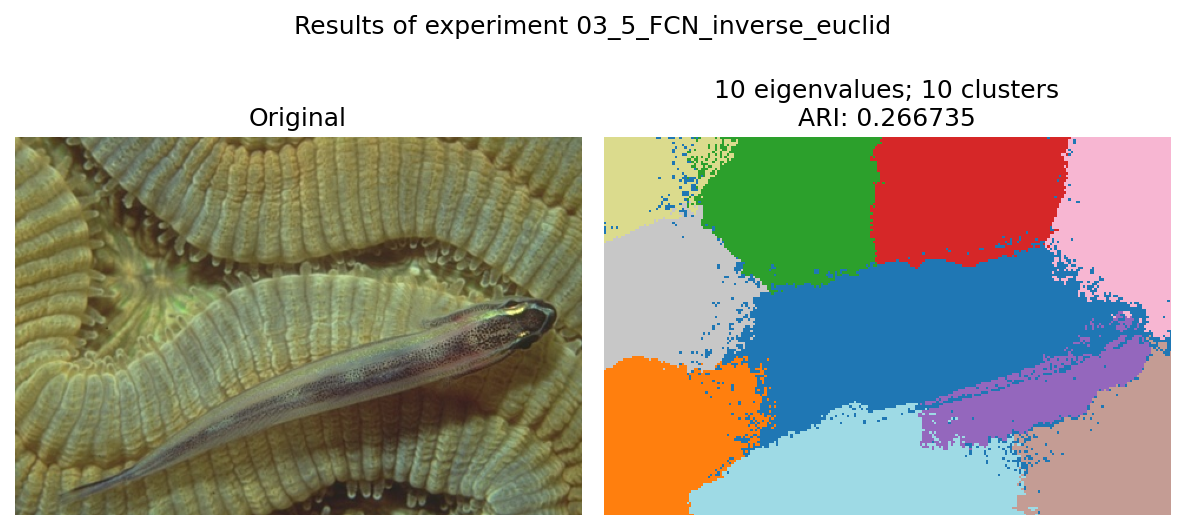 Results of experiment 03_5_FCN_inverse_euclid
Original
10 eigenvalues; 10 clusters
ARI: 0.266735